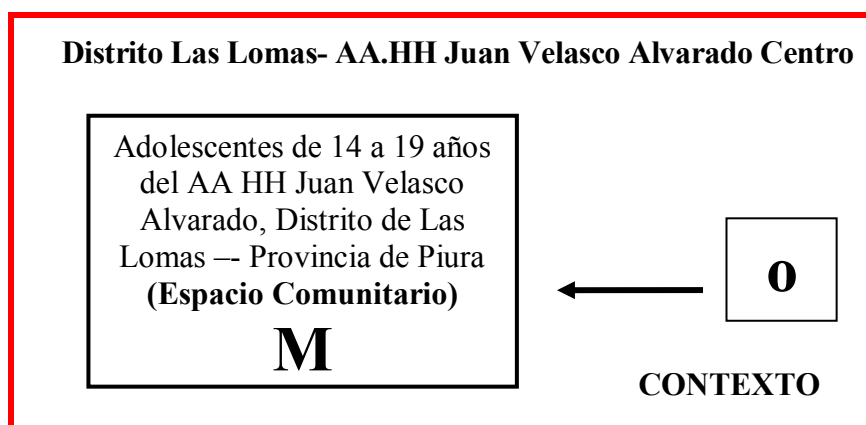 Distrito Las Lomas- AA.HH Juan Velasco Alvarado Centro
Adolescentes de 14 a 19 años
del AA HH Juan Velasco
Alvarado, Distrito de Las
Lomas –- Provincia de Piura
(Espacio Comunitario)
M
o
CONTEXTO